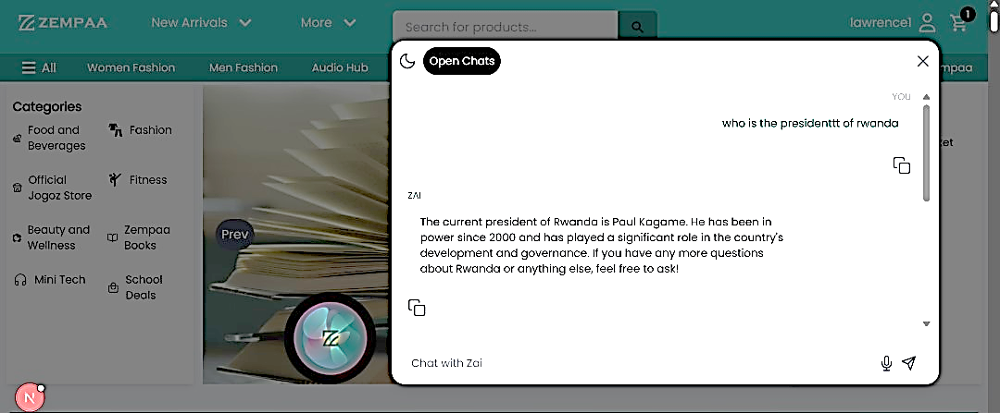 ZEMPAA
New Arrivals
More
Search for products...
lawrence1
1
All
Women Fashion
Men Fashion
Audio Hub
mpaa
Open Chats
Categories
Food and
Beverages
Fashion
Official
Jogoz Store
Fitness
Beauty and
Wellness
Zempaa
Books
Mini Tech
School
Deals
Prev
YOU
who is the presidenttt of rwanda
ZAI
The current president of Rwanda is Paul Kagame. He has been in
power since 2000 and has played a significant role in the country's
development and governance. If you have any more questions
about Rwanda or anything else, feel free to ask!
Chat with Zai
N